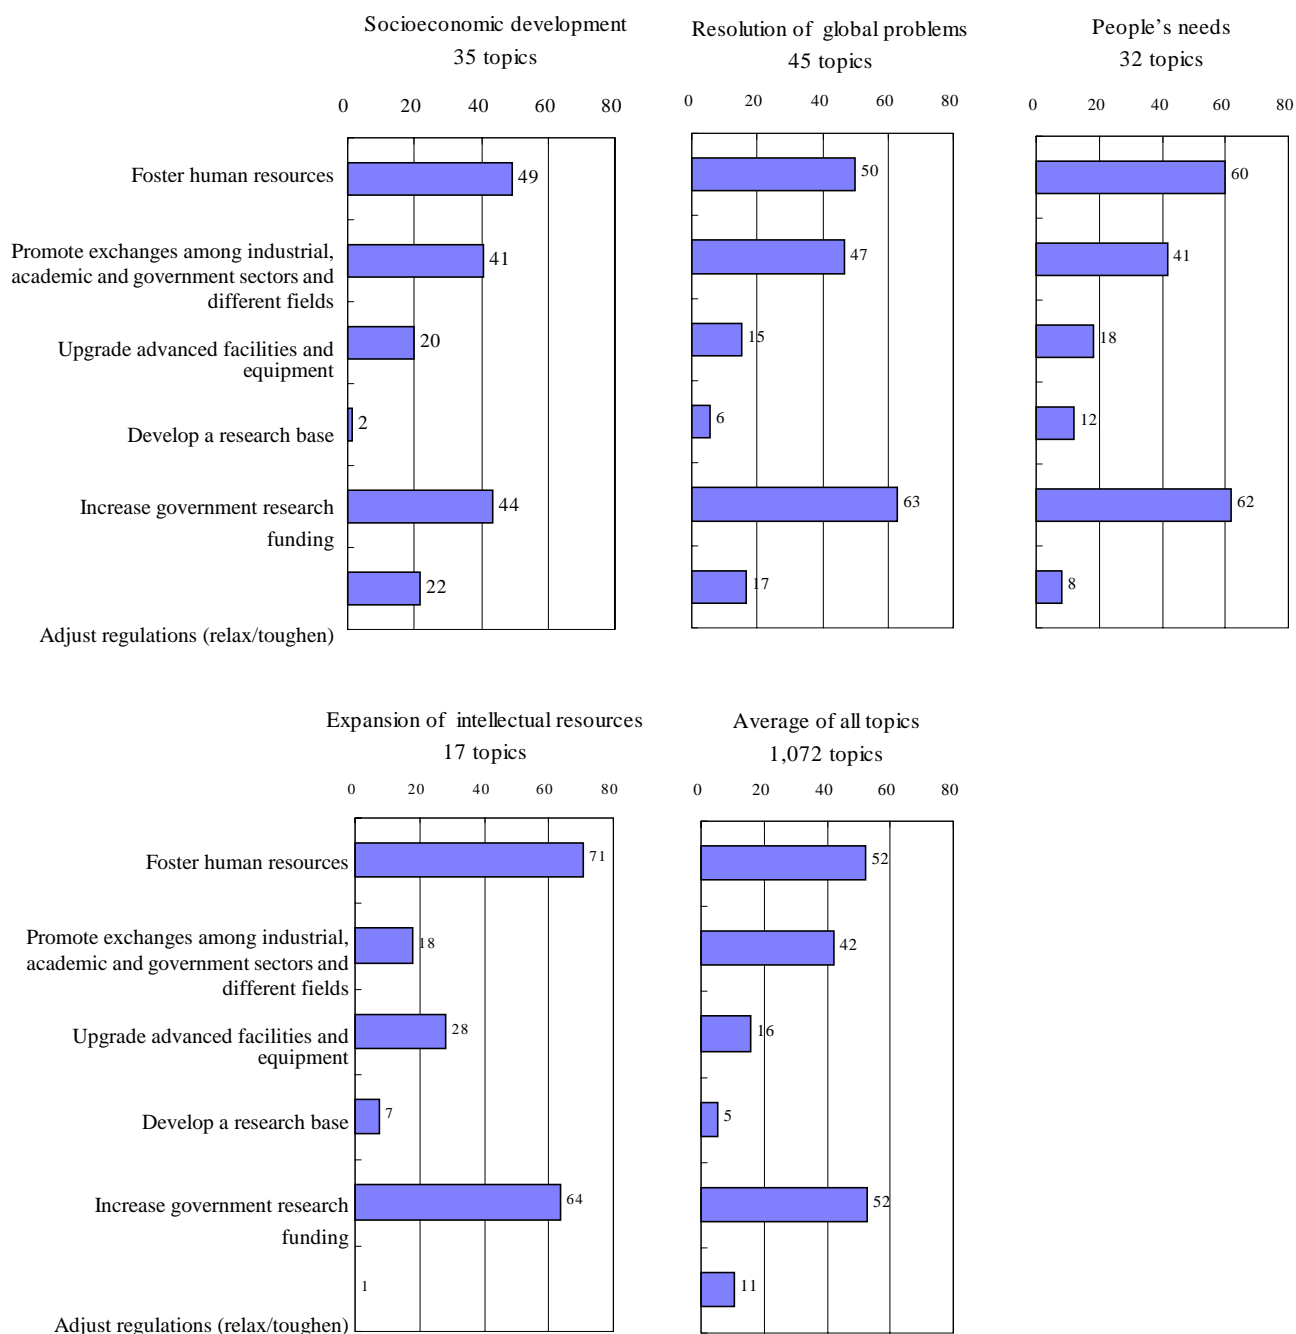 Socioeconomic development
35 topics
Resolution of global problems
45 topics
People's needs
32 topics
0 20 40 60 80
0 20 40 60 80
0 20 40 60 80
Foster human resources
49
50
60
Promote exchanges among industrial,
academic and government sectors and
different fields
41
47
41
Upgrade advanced facilities and
equipment
20
15
18
Develop a research base
2
6
12
Increase government research
funding
44
63
62
Adjust regulations (relax/toughen)
22
17
8
Expansion of intellectual resources
17 topics
Average of all topics
1,072 topics
0 20 40 60 80
0 20 40 60 80
Foster human resources
71
52
Promote exchanges among industrial,
academic and government sectors and
different fields
18
42
Upgrade advanced facilities and
equipment
28
16
Develop a research base
7
5
Increase government research
funding
64
52
Adjust regulations (relax/toughen)
1
11